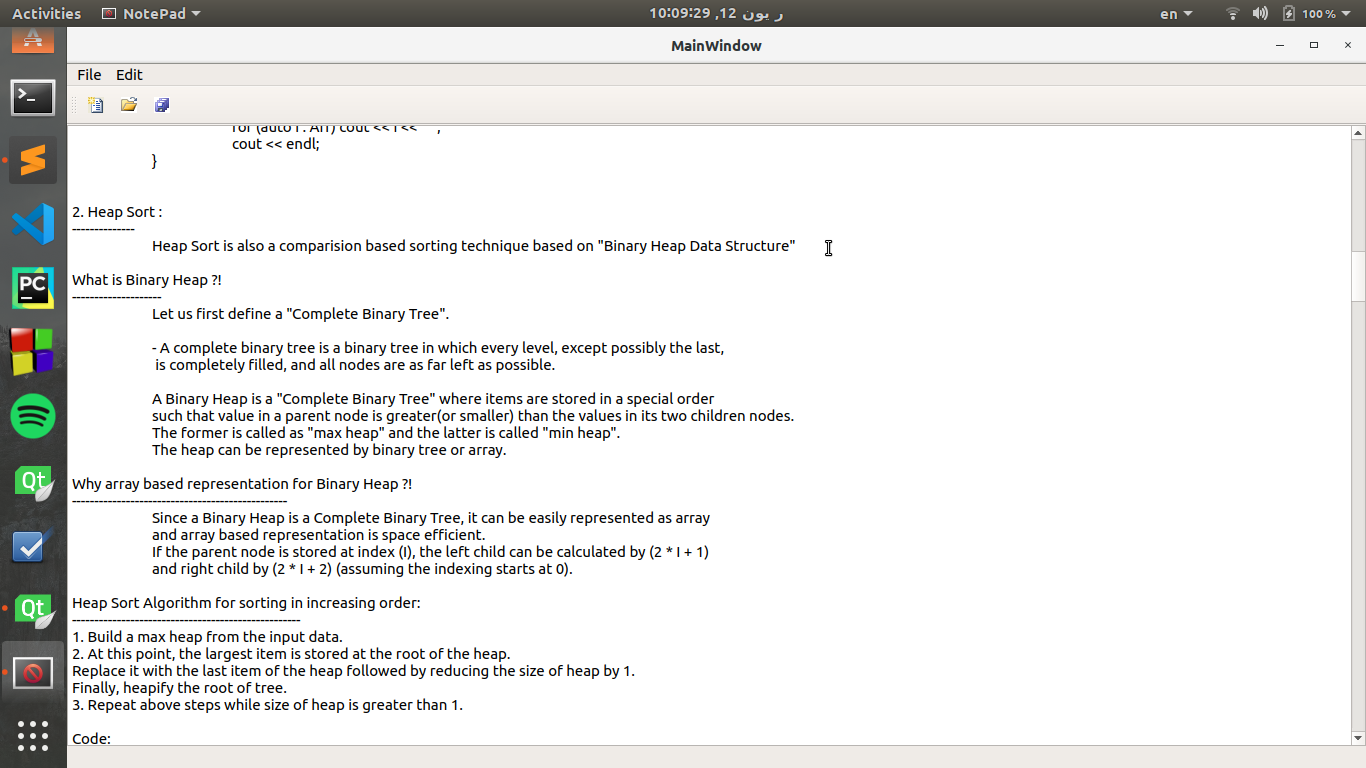 Activities NotePad ر يون 12, 10:09:29 en 100 %
MainWindow
File Edit
for (auto i : Arr) cout << i << " ";
cout << endl;
}
2. Heap Sort :
--------------
Heap Sort is also a comparision based sorting technique based on "Binary Heap Data Structure"
What is Binary Heap ?!
--------------------
Let us first define a "Complete Binary Tree".
- A complete binary tree is a binary tree in which every level, except possibly the last,
is completely filled, and all nodes are as far left as possible.
A Binary Heap is a "Complete Binary Tree" where items are stored in a special order
such that value in a parent node is greater(or smaller) than the values in its two children nodes.
The former is called as "max heap" and the latter is called "min heap".
The heap can be represented by binary tree or array.
Why array based representation for Binary Heap ?!
------------------------------------------------
Since a Binary Heap is a Complete Binary Tree, it can be easily represented as array
and array based representation is space efficient.
If the parent node is stored at index (I), the left child can be calculated by (2 * I + 1)
and right child by (2 * I + 2) (assuming the indexing starts at 0).
Heap Sort Algorithm for sorting in increasing order:
---------------------------------------------------
1. Build a max heap from the input data.
2. At this point, the largest item is stored at the root of the heap.
Replace it with the last item of the heap followed by reducing the size of heap by 1.
Finally, heapify the root of tree.
3. Repeat above steps while size of heap is greater than 1.
Code:
PC
Qt
Qt